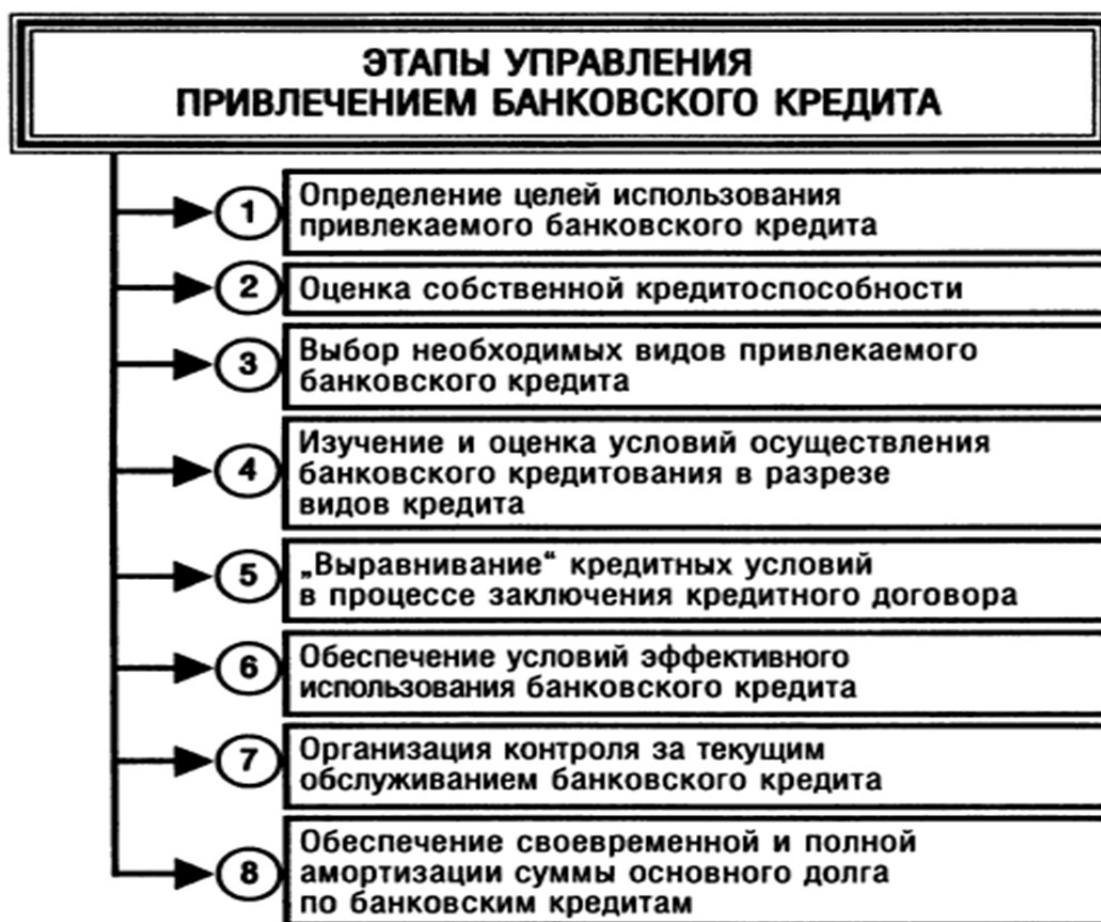 ЭТАПЫ УПРАВЛЕНИЯ
ПРИВЛЕЧЕНИЕМ БАНКОВСКОГО КРЕДИТА
1
Определение целей использования
привлекаемого банковского кредита
2
Оценка собственной кредитоспособности
3
Выбор необходимых видов привлекаемого
банковского кредита
4
Изучение и оценка условий осуществления
банковского кредитования в разрезе
видов кредита
5
„Выравнивание“ кредитных условий
в процессе заключения кредитного договора
6
Обеспечение условий эффективного
использования банковского кредита
7
Организация контроля за текущим
обслуживанием банковского кредита
8
Обеспечение своевременной и полной
амортизации суммы основного долга
по банковским кредитам